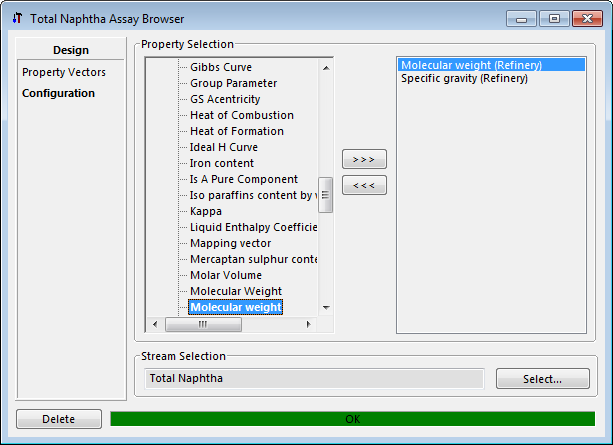 Total Naphtha Assay Browser
Design
Property Vectors
Configuration
Property Selection
Gibbs Curve
Group Parameter
GS Acentricity
Heat of Combustion
Heat of Formation
Ideal H Curve
Iron content
Is A Pure Component
Iso paraffins content by
Kappa
Liquid Enthalpy Coefficie
Mapping vector
Mercaptan sulphur conte
Molar Volume
Molecular Weight
Molecular weight
>>>
<<<
Molecular weight (Refinery)
Specific gravity (Refinery)
Stream Selection
Total Naphtha
Select...
Delete
OK